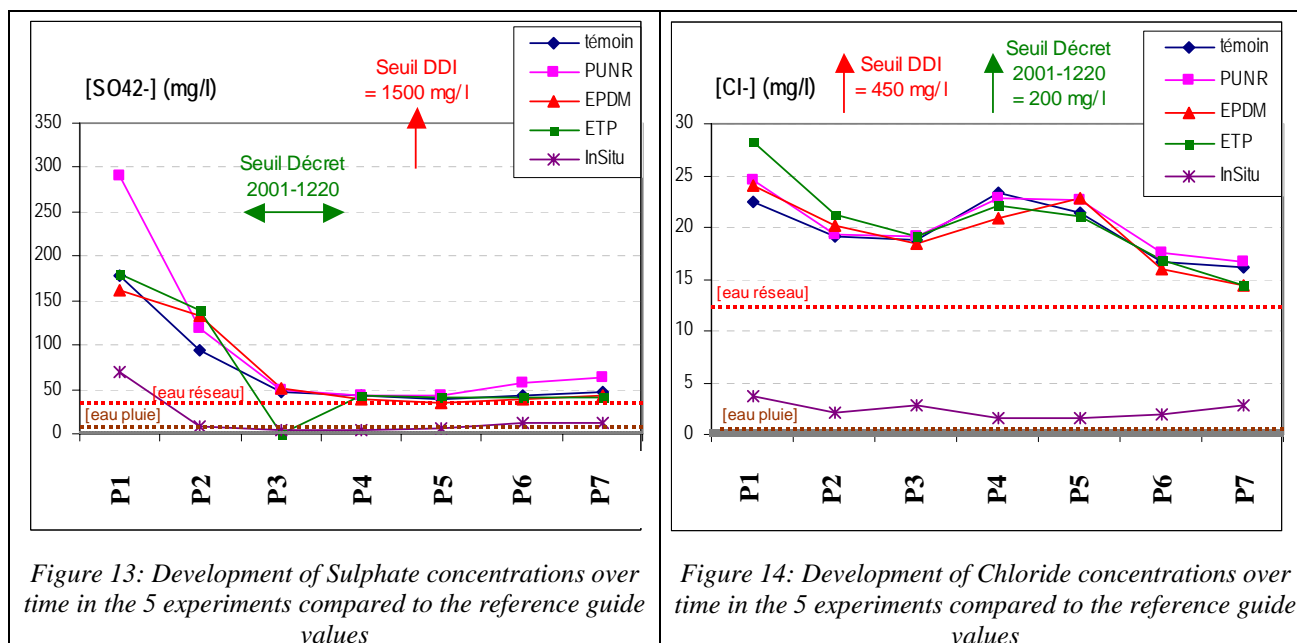 [SO42-] (mg/l)
Seuil DDI
= 1500 mg/l
Seuil Décret
2001-1220
témoin
PUNR
EPDM
ETP
InSitu
350
300
250
200
150
100
50
0
[eau réseau]
[eau pluie]
P1
P2
P3
P4
P5
P6
P7
Figure 13: Development of Sulphate concentrations over
time in the 5 experiments compared to the reference guide
values
[Cl-] (mg/l)
Seuil DDI
= 450 mg/l
Seuil Décret
2001-1220
= 200 mg/l
témoin
PUNR
EPDM
ETP
InSitu
30
25
20
15
10
5
0
[eau réseau]
[eau pluie]
P1
P2
P3
P4
P5
P6
P7
Figure 14: Development of Chloride concentrations over
time in the 5 experiments compared to the reference guide
values